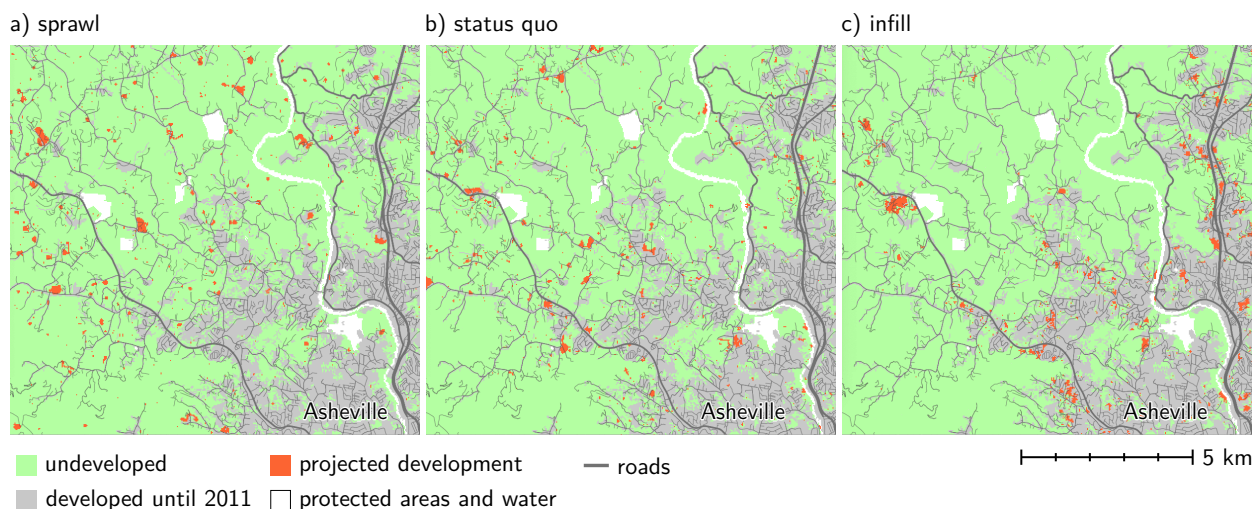 a) sprawl
b) status quo
c) infill
Asheville
Asheville
Asheville
undeveloped
projected development
roads
5 km
developed until 2011
protected areas and water